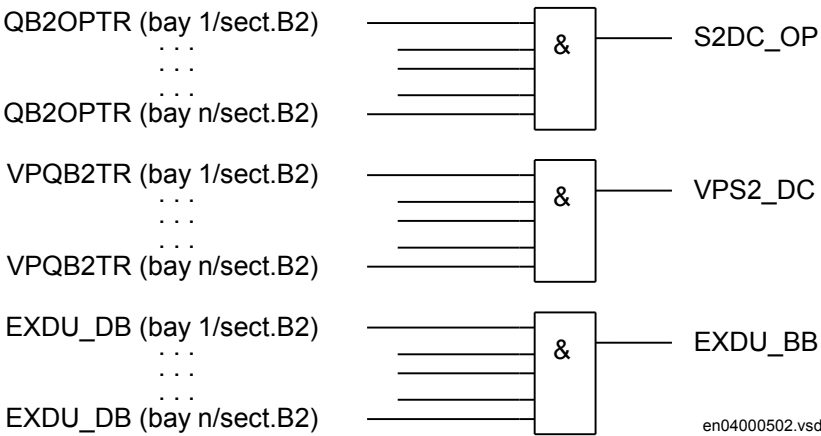 QB2OPTR (bay 1/sect.B2)
. . .
. . .
. . .
QB2OPTR (bay n/sect.B2)
&
S2DC_OP
VPQB2TR (bay 1/sect.B2)
. . .
. . .
. . .
VPQB2TR (bay n/sect.B2)
&
VPS2_DC
EXDU_DB (bay 1/sect.B2)
. . .
. . .
. . .
EXDU_DB (bay n/sect.B2)
&
EXDU_BB
en04000502.vsd